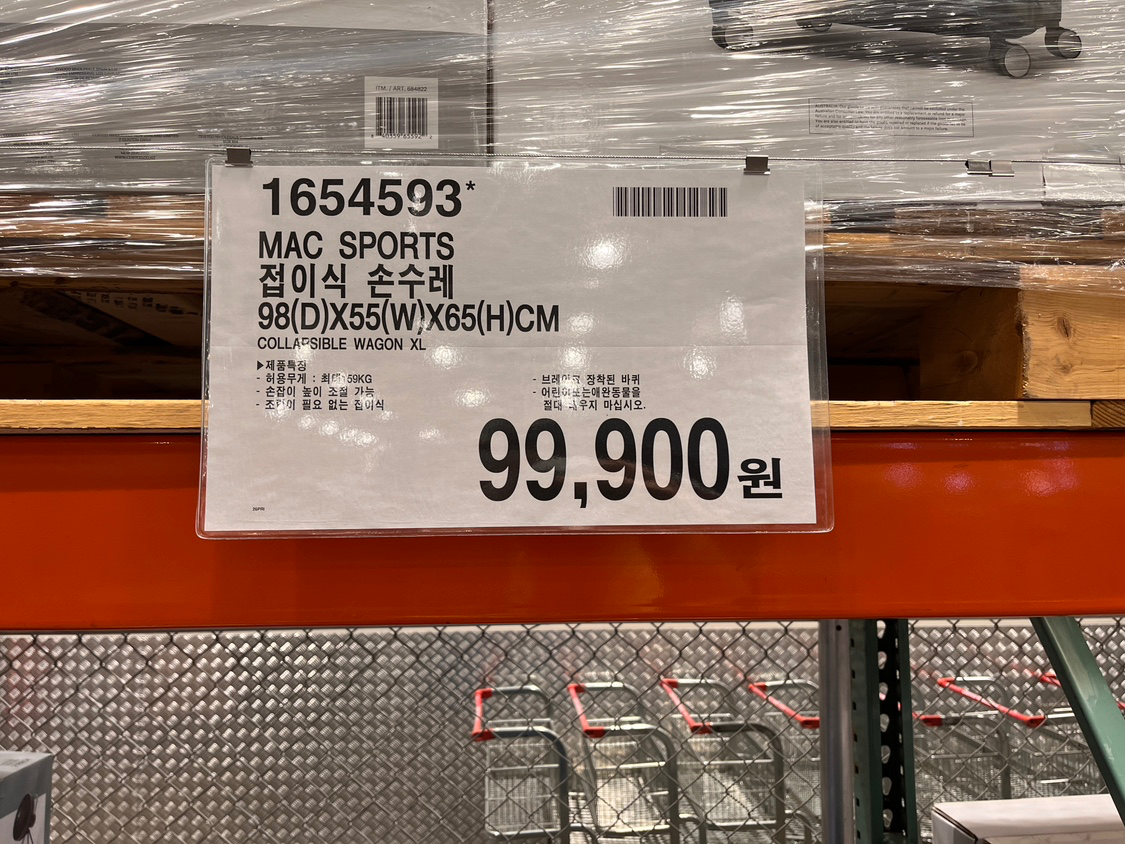 ITM. / ART. 684822
1654593*
MAC SPORTS
접이식 손수레
98(D)X55(W)X65(H)CM
COLLAPSIBLE WAGON XL
▶제품특징
- 허용무게 : 최대 59KG
- 손잡이 높이 조절 가능
- 조립이 필요 없는 접이식
- 브레이크 장착된 바퀴
- 어린이또는애완동물을
절대 태우지 마십시오.
99,900원